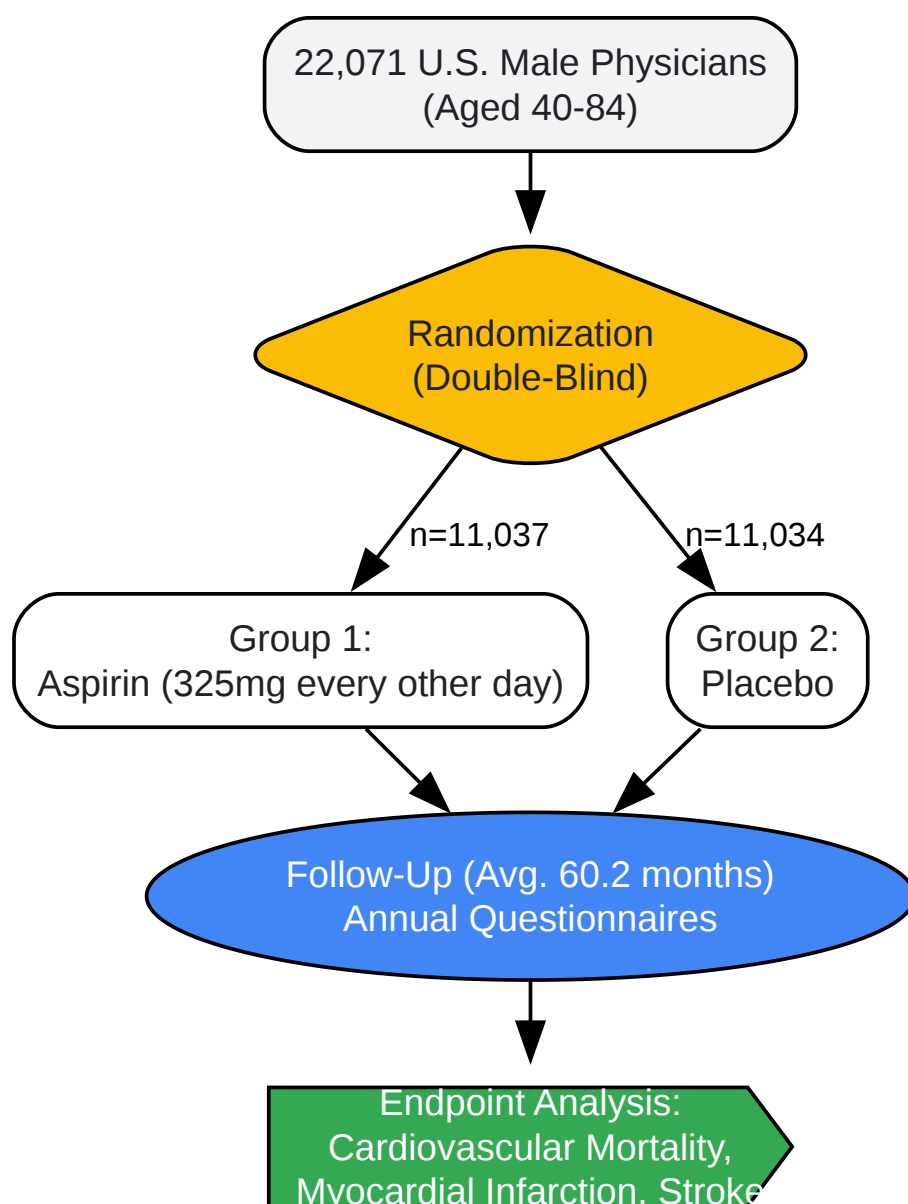 22,071 U.S. Male Physicians
(Aged 40-84)
Randomization
(Double-Blind)
n=11,037
n=11,034
Group 1:
Aspirin (325mg every other day)
Group 2:
Placebo
Follow-Up (Avg. 60.2 months)
Annual Questionnaires
Endpoint Analysis:
Cardiovascular Mortality,
Myocardial Infarction, Stroke